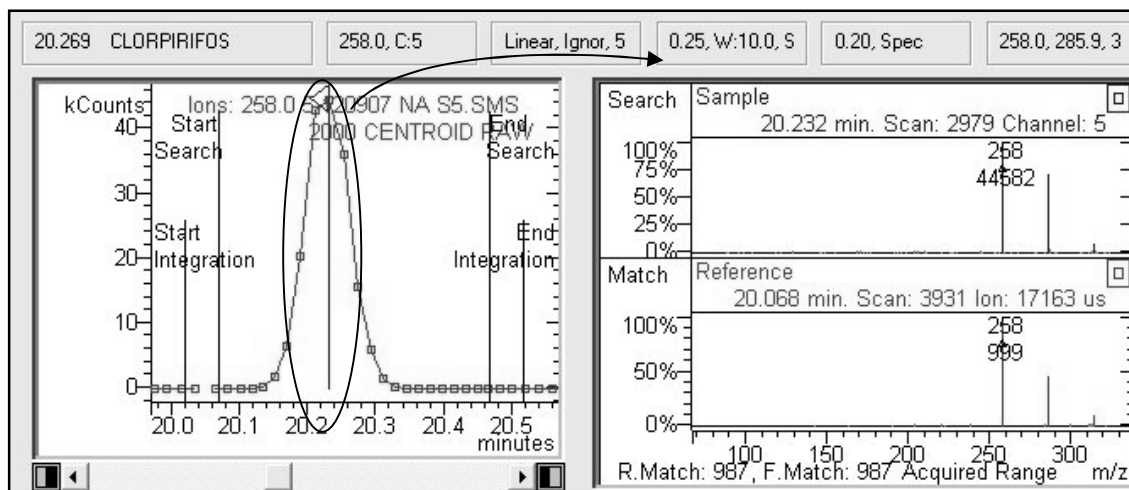 20.269 CLORPIRIFOS
258.0, C:5
Linear, Ignor, 5
0.25, W:10.0, S
0.20, Spec
258.0, 285.9, 3
kCounts
Ions: 258.0
NA S5.SMS
2000 CENTROID RAW
Start
Search
End
Search
Start
Integration
End
Integration
40
30
20
10
0
20.0 20.1 20.2 20.3 20.4 20.5
minutes
Search
Sample
20.232 min. Scan: 2979 Channel: 5
100%
75%
50%
25%
0%
258
44582
Match
Reference
20.068 min. Scan: 3931 Ion: 17163 us
100%
50%
0%
258
999
100 150 200 250 300
R.Match: 987, F.Match: 987 Acquired Range m/z